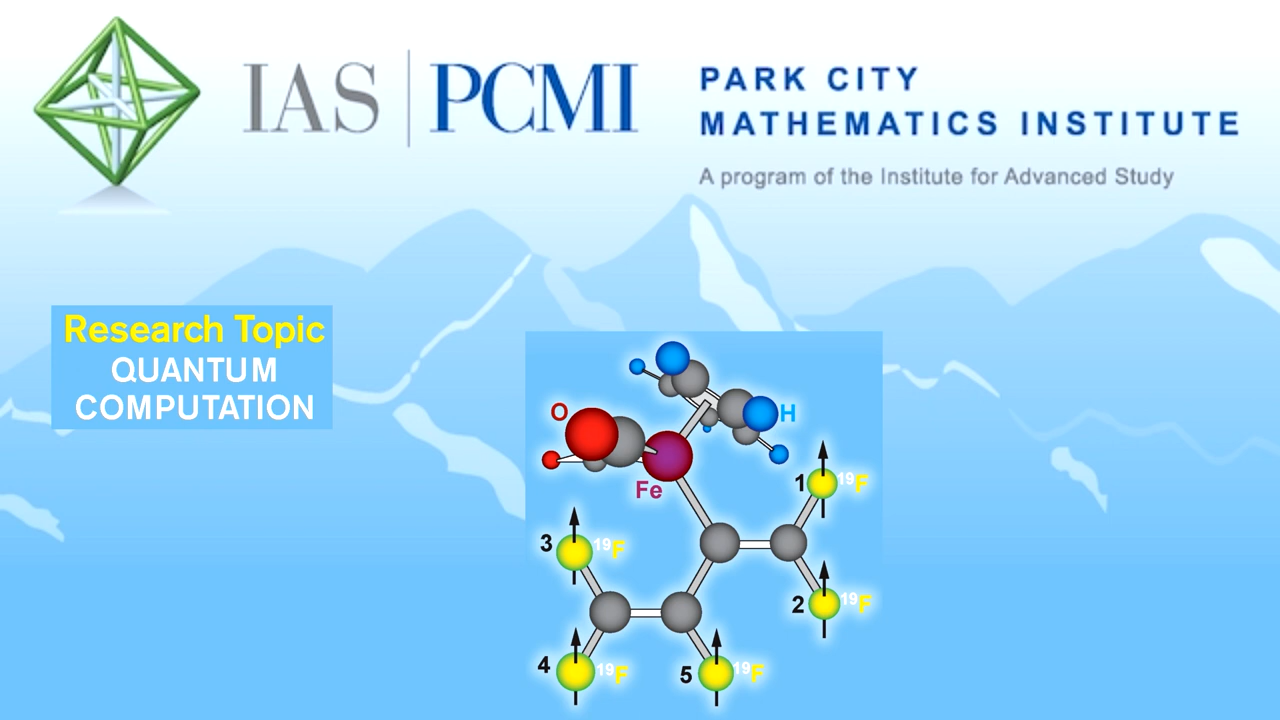 IAS PCMI
PARK CITY
MATHEMATICS INSTITUTE
A program of the Institute for Advanced Study
Research Topic
QUANTUM
COMPUTATION
O
H
Fe
1 ¹⁹F
3 ¹⁹F
2 ¹⁹F
4 ¹⁹F
5 ¹⁹F